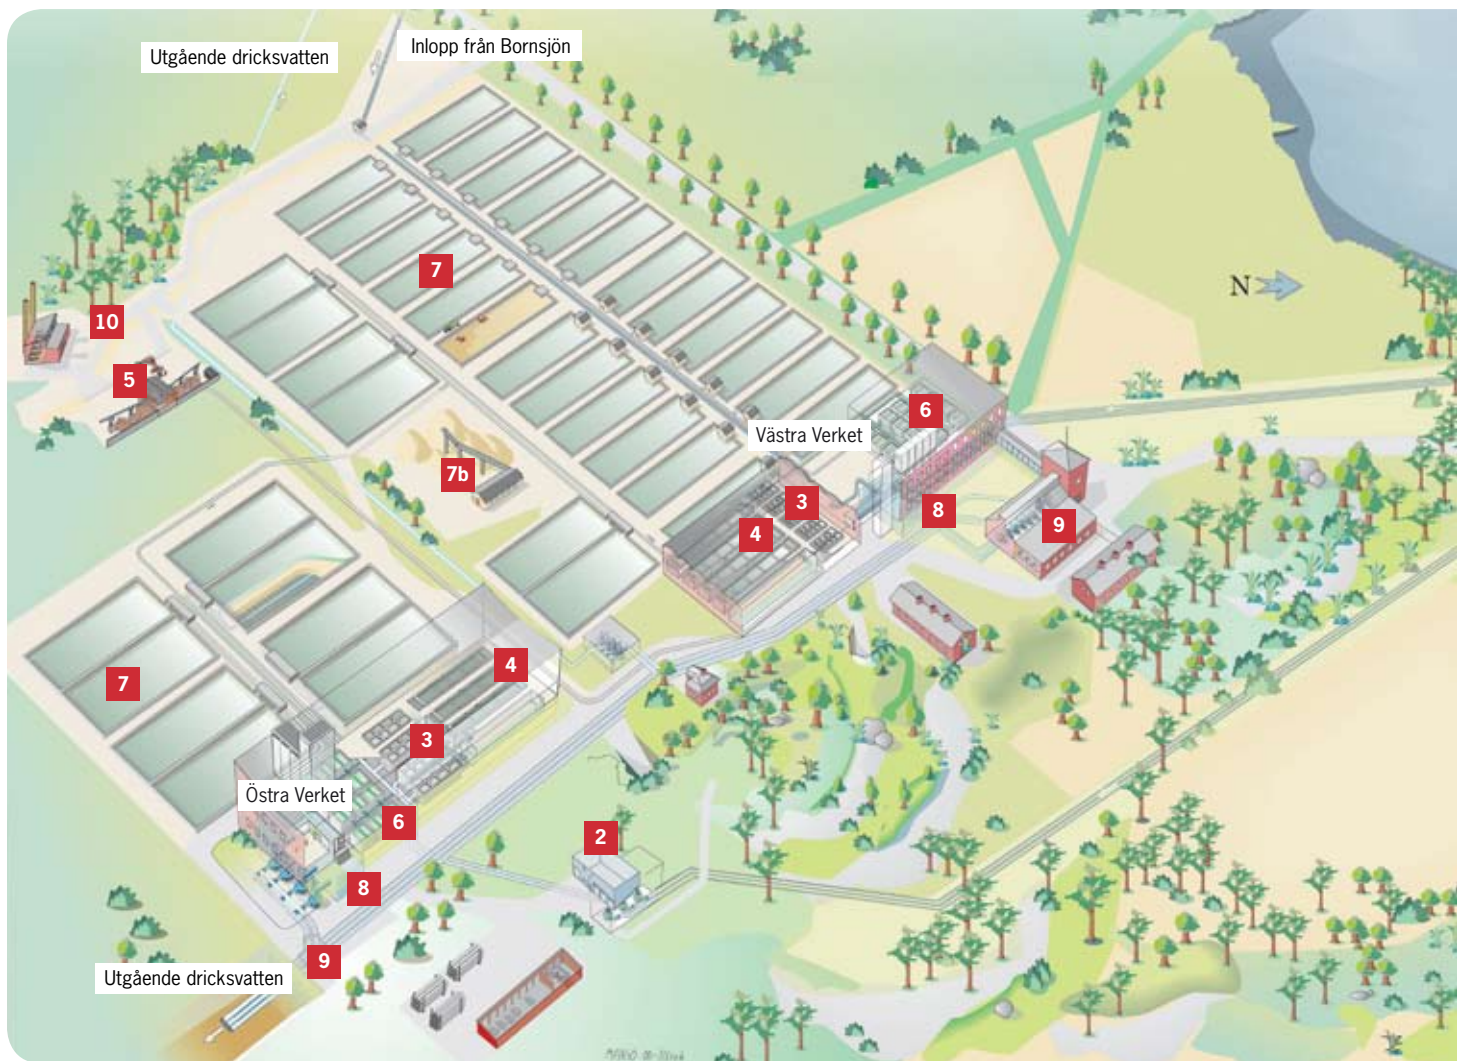 Inlopp från Bornsjön
Utgående dricksvatten
7
N
10
5
6
Västra Verket
7b
3
8
9
4
4
7
3
Östra Verket
6
2
8
9
Utgående dricksvatten